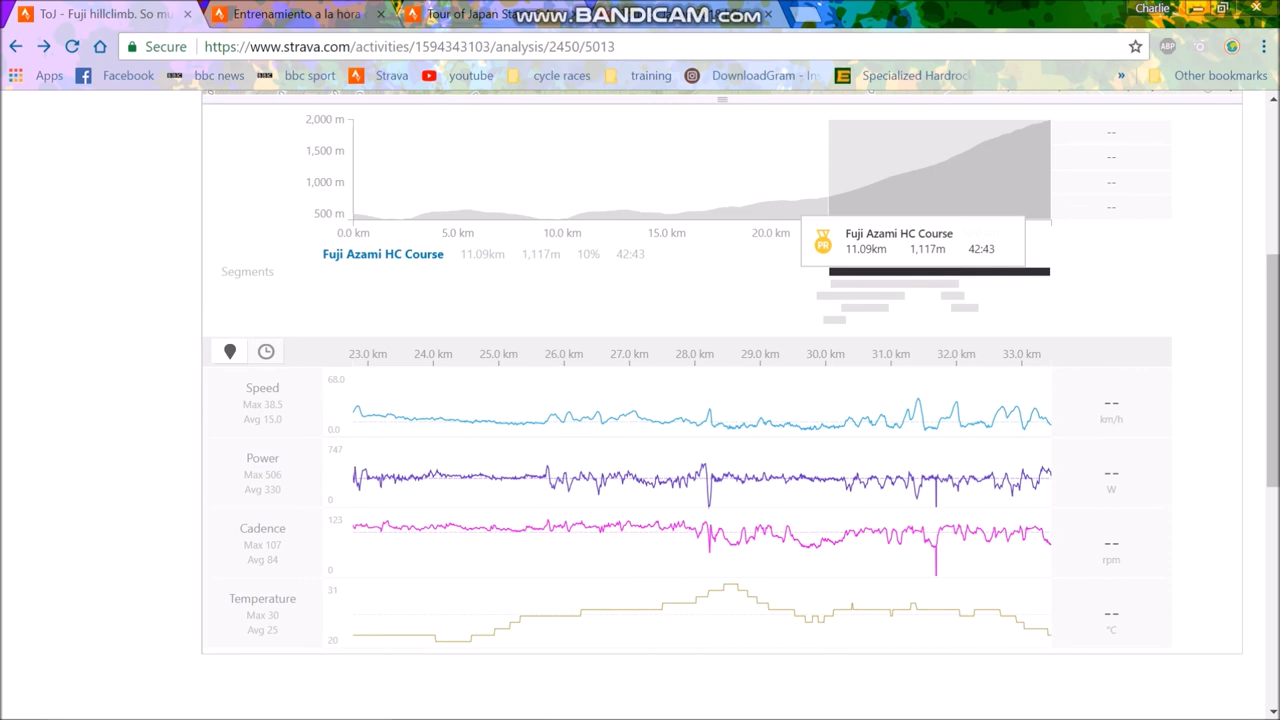 ToJ - Fuji hillclimb. So mu
Entrenamiento a la hora
Tour of Japan Sta
www.BANDICAM.com
Charlie
Secure
https://www.strava.com/activities/1594343103/analysis/2450/5013
ABP
Apps
Facebook
BBC bbc news
BBC bbc sport
Strava
youtube
cycle races
training
DownloadGram - In
Specialized Hardroc
»
Other bookmarks
2,000 m
1,500 m
1,000 m
500 m
--
--
--
--
0.0 km 5.0 km 10.0 km 15.0 km 20.0 km
PR
Fuji Azami HC Course
11.09km 1,117m 42:43
Fuji Azami HC Course 11.09km 1,117m 10% 42:43
Segments
23.0 km 24.0 km 25.0 km 26.0 km 27.0 km 28.0 km 29.0 km 30.0 km 31.0 km 32.0 km 33.0 km
Speed
Max 38.5
Avg 15.0
68.0
0.0
--
km/h
Power
Max 506
Avg 330
747
0
--
W
Cadence
Max 107
Avg 84
123
0
--
rpm
Temperature
Max 30
Avg 25
31
20
--
°C